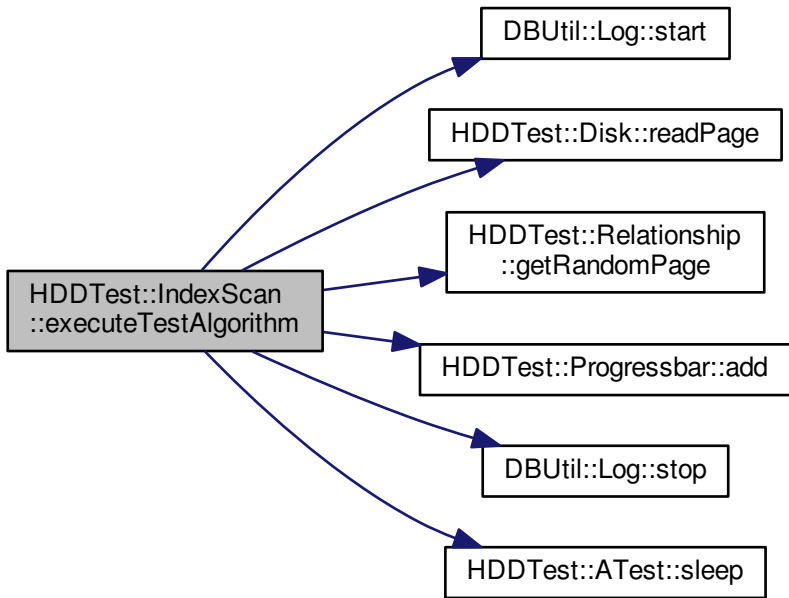 DBUtil::Log::start
HDDTest::Disk::readPage
HDDTest::Relationship
::getRandomPage
HDDTest::IndexScan
::executeTestAlgorithm
HDDTest::Progressbar::add
DBUtil::Log::stop
HDDTest::ATest::sleep